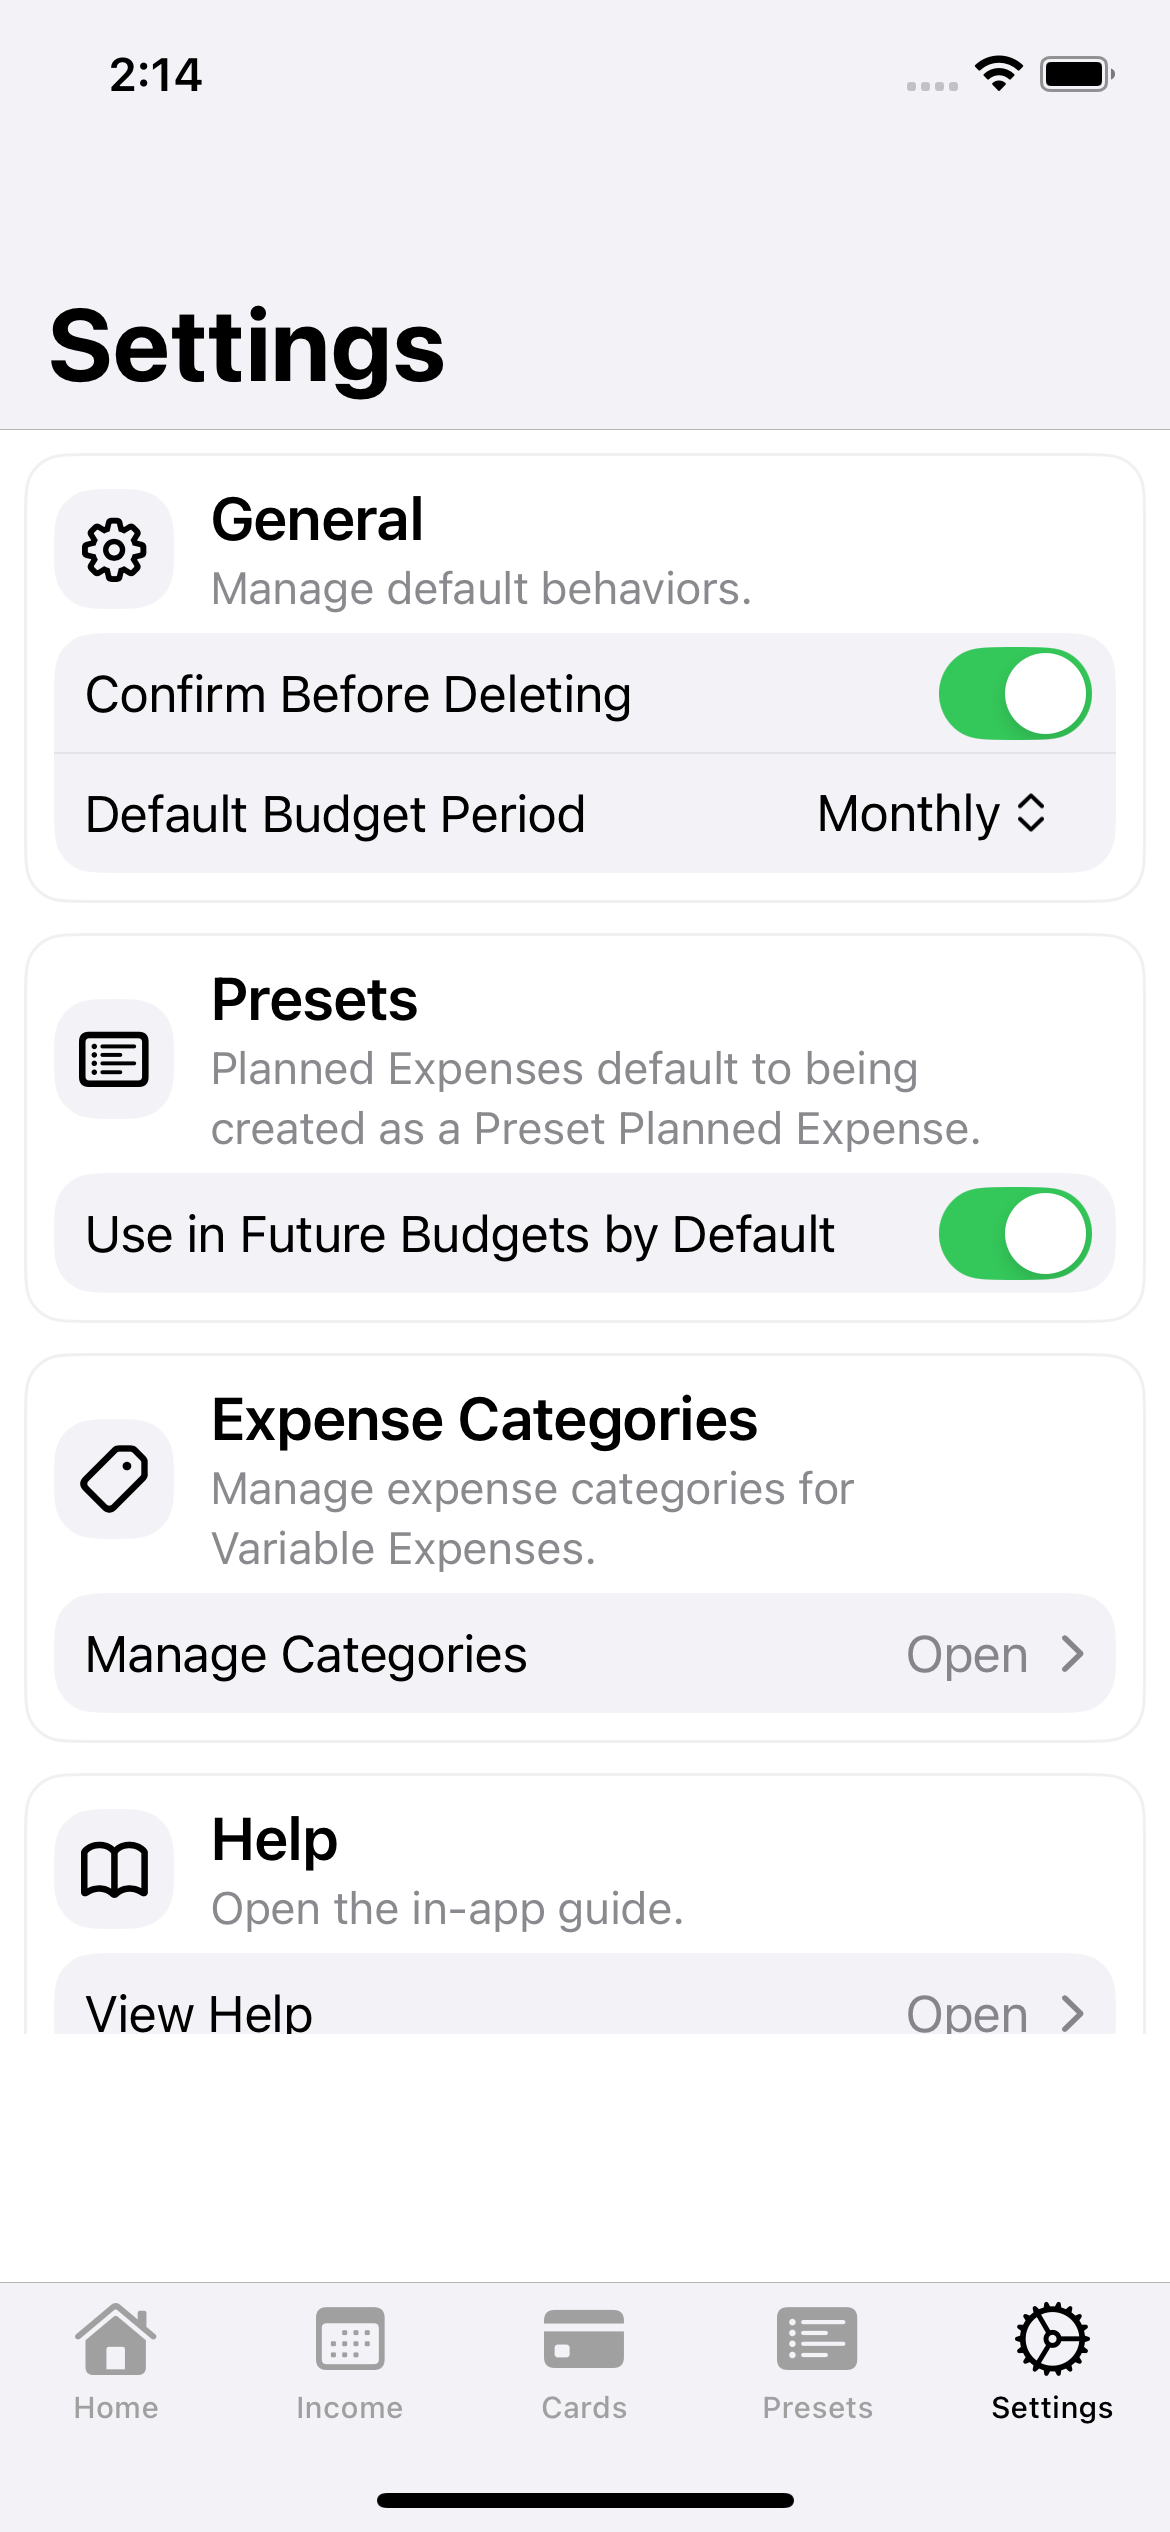 2:14
Settings
General
Manage default behaviors.
Confirm Before Deleting
Default Budget Period Monthly
Presets
Planned Expenses default to being
created as a Preset Planned Expense.
Use in Future Budgets by Default
Expense Categories
Manage expense categories for
Variable Expenses.
Manage Categories Open
Help
Open the in-app guide.
View Help Open
Home Income Cards Presets Settings